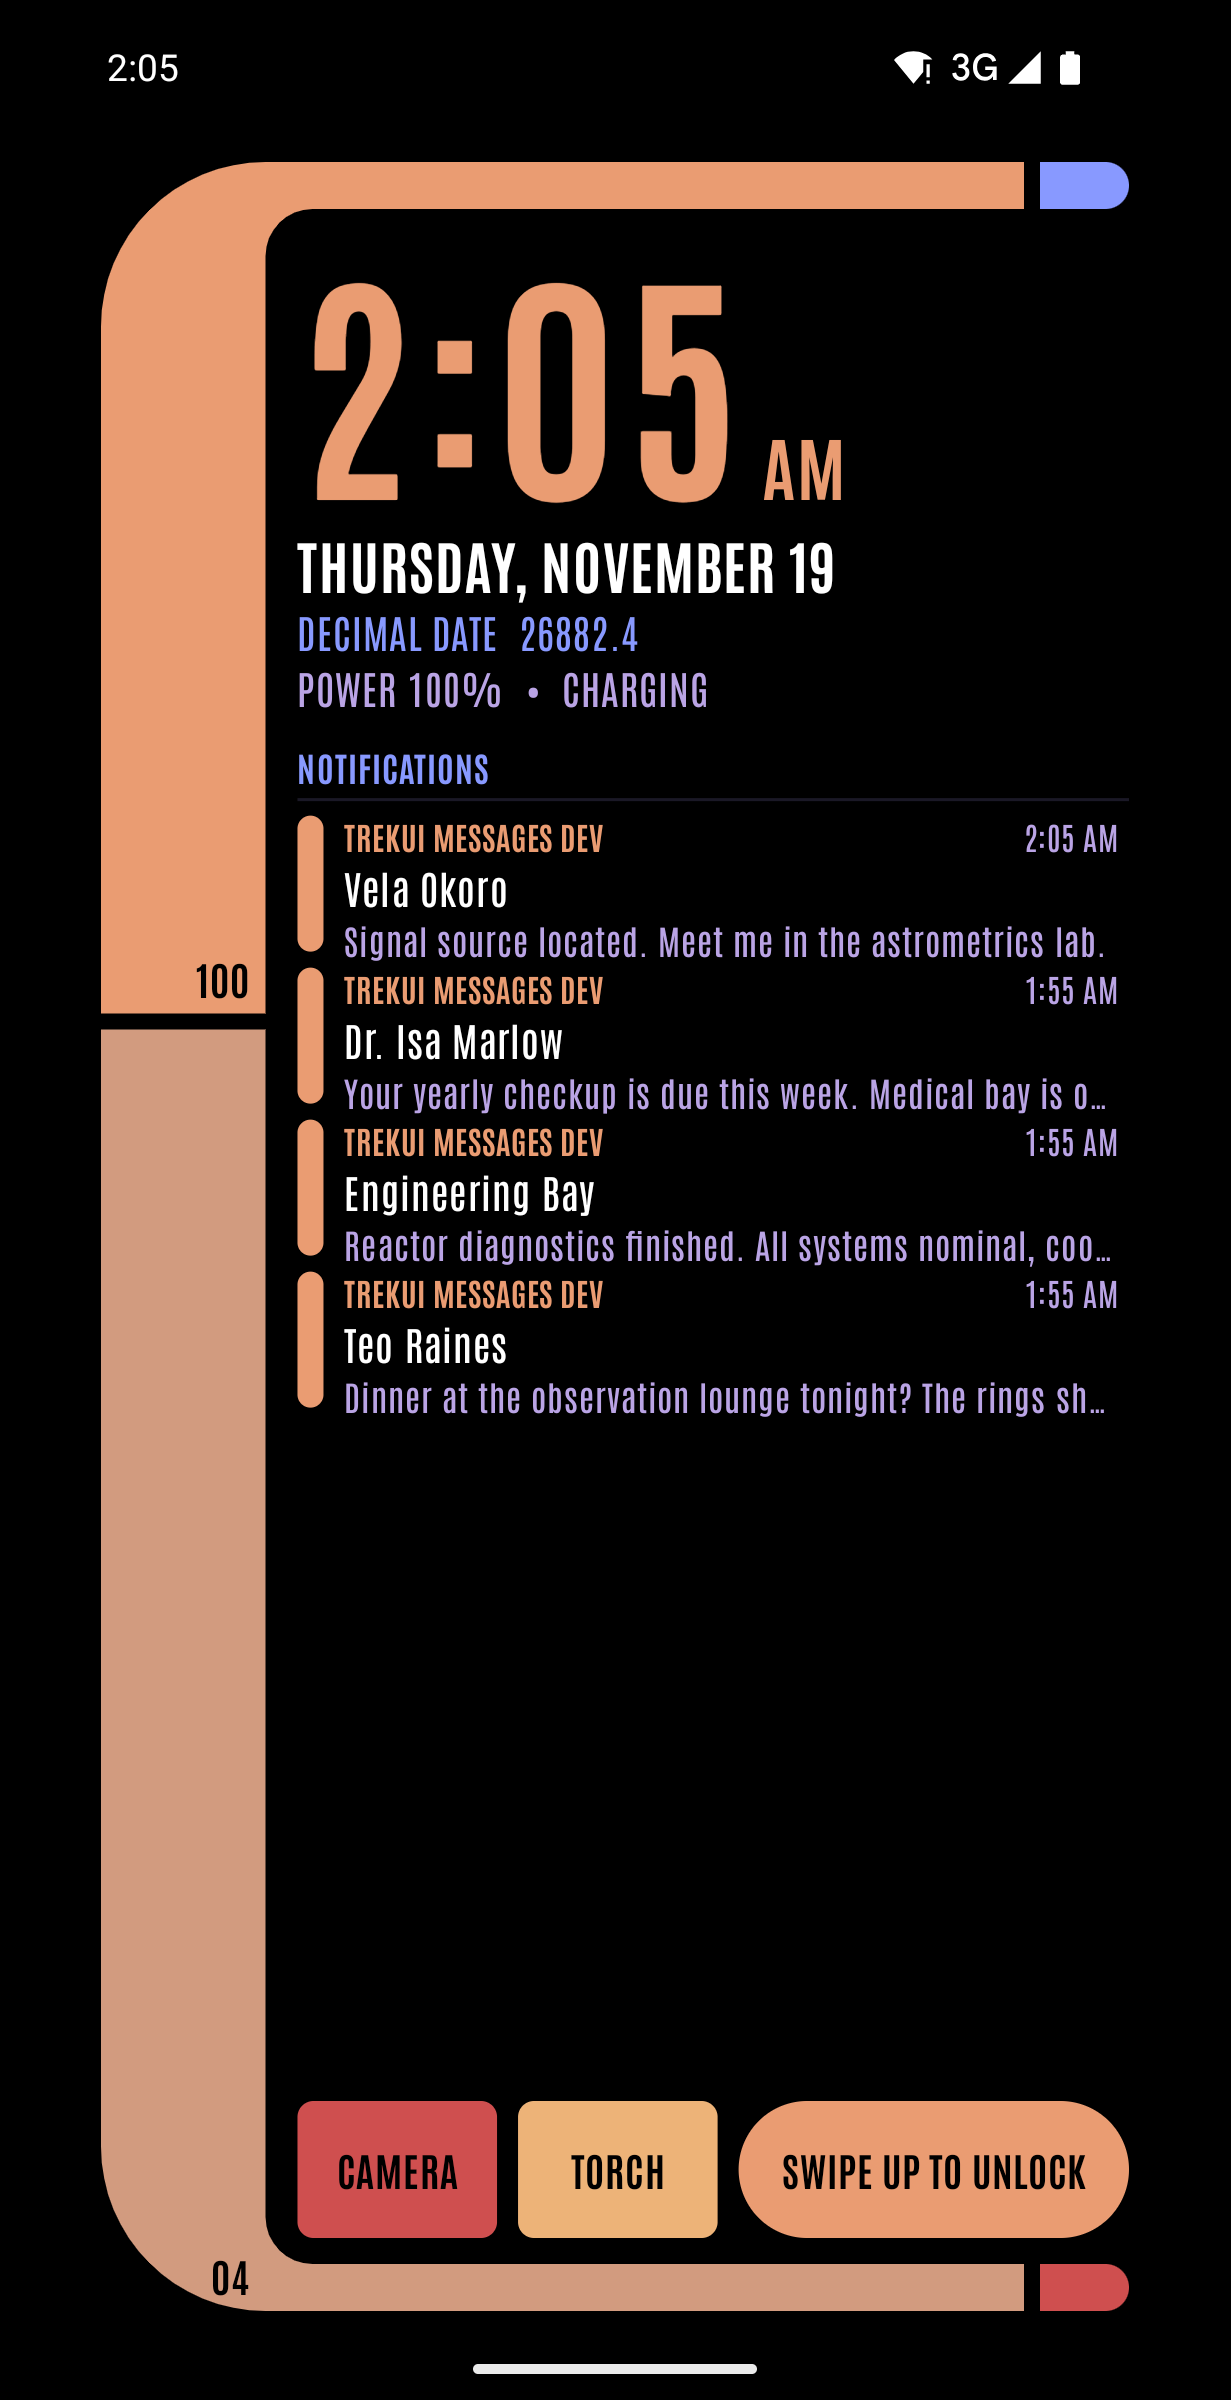 2:05
3G
2:05 AM
THURSDAY, NOVEMBER 19
DECIMAL DATE 26882.4
POWER 100% • CHARGING
NOTIFICATIONS
TREKUI MESSAGES DEV 2:05 AM
Vela Okoro
Signal source located. Meet me in the astrometrics lab.
100
TREKUI MESSAGES DEV 1:55 AM
Dr. Isa Marlow
Your yearly checkup is due this week. Medical bay is o…
TREKUI MESSAGES DEV 1:55 AM
Engineering Bay
Reactor diagnostics finished. All systems nominal, coo…
TREKUI MESSAGES DEV 1:55 AM
Teo Raines
Dinner at the observation lounge tonight? The rings sh…
CAMERA TORCH SWIPE UP TO UNLOCK
04